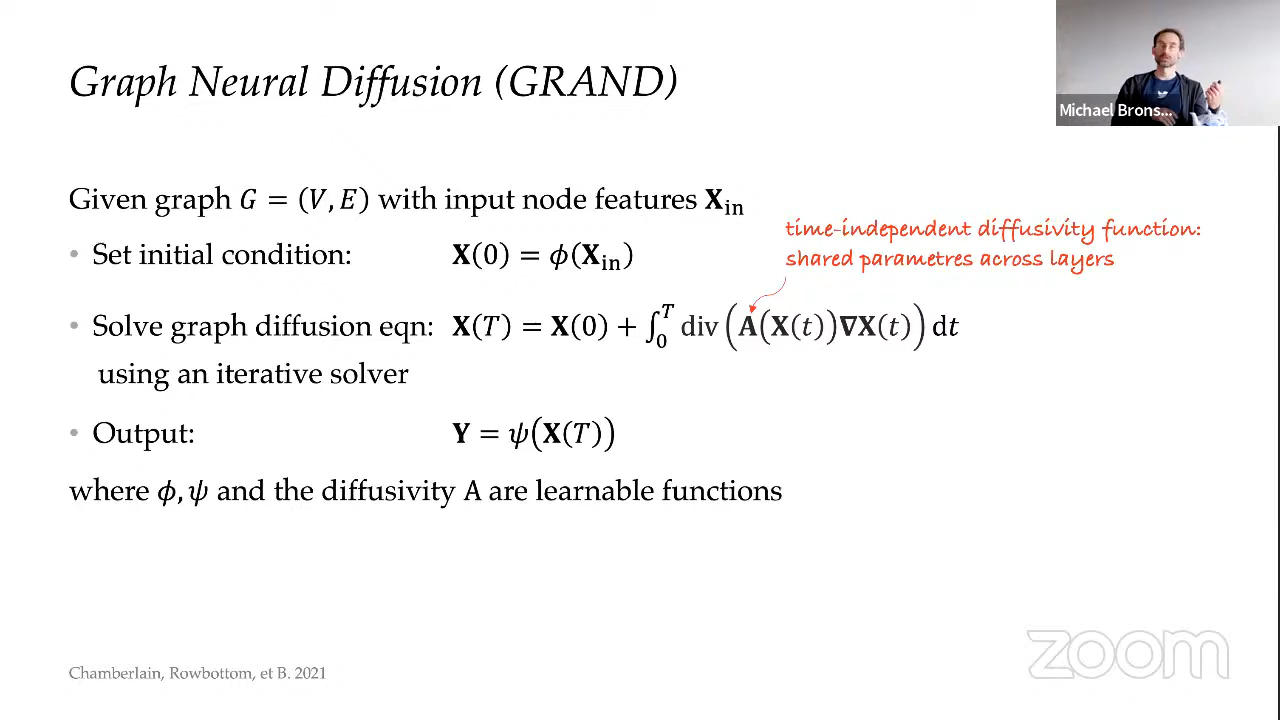 Graph Neural Diffusion (GRAND)
Michael Brons...
Given graph G = (V, E) with input node features X_in
time-independent diffusivity function:
shared parametres across layers
• Set initial condition: X(0) = ϕ(X_in)
• Solve graph diffusion eqn: X(T) = X(0) + ∫₀ᵀ div(A(X(t))∇X(t)) dt
using an iterative solver
• Output: Y = ψ(X(T))
where ϕ, ψ and the diffusivity A are learnable functions
Chamberlain, Rowbottom, et B. 2021
zoom